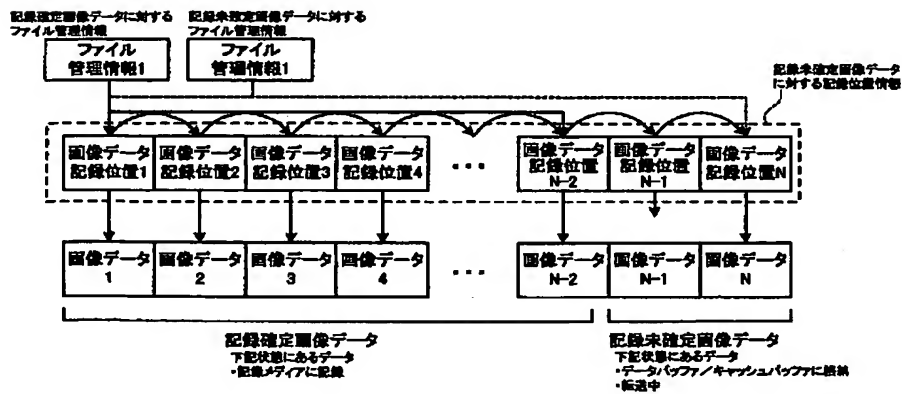 記録確定画像データに対する
ファイル管理情報
記録未確定画像データに対する
ファイル管理情報
ファイル
管理情報1
ファイル
管理情報1
記録未確定画像データ
に対する記録位置情報
画像データ
記録位置1
画像データ
記録位置2
画像データ
記録位置3
画像データ
記録位置4
・・・
画像データ
記録位置
N-2
画像データ
記録位置
N-1
画像データ
記録位置N
画像データ
1
画像データ
2
画像データ
3
画像データ
4
・・・
画像データ
N-2
画像データ
N-1
画像データ
N
記録確定画像データ
下記状態にあるデータ
・記録メディアに記録
記録未確定画像データ
下記状態にあるデータ
・データバッファ/キャッシュバッファに格納
・転送中